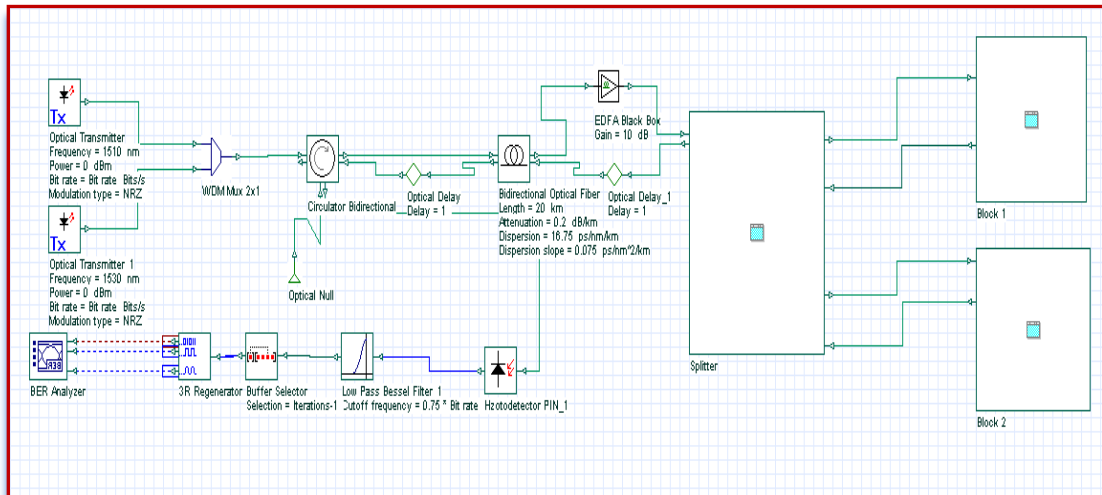 Tx
Optical Transmitter
Frequency = 1510 nm
Power = 0 dBm
Bit rate = Bit rate Bits/s
Modulation type = NRZ
Tx
Optical Transmitter 1
Frequency = 1530 nm
Power = 0 dBm
Bit rate = Bit rate Bits/s
Modulation type = NRZ
WDM Mux 2x1
Circulator Bidirectional
Optical Null
Optical Delay
Delay = 1
Bidirectional Optical Fiber
Length = 20 km
Attenuation = 0.2 dB/km
Dispersion = 16.75 ps/nm/km
Dispersion slope = 0.075 ps/nm^2/km
EDFA Black Box
Gain = 10 dB
Optical Delay_1
Delay = 1
Splitter
Block 1
Block 2
BER Analyzer
3R Regenerator
Buffer Selector
Selection = Iterations-1
Low Pass Bessel Filter 1
Cutoff frequency = 0.75 * Bit rate
Hzotodetector PIN_1